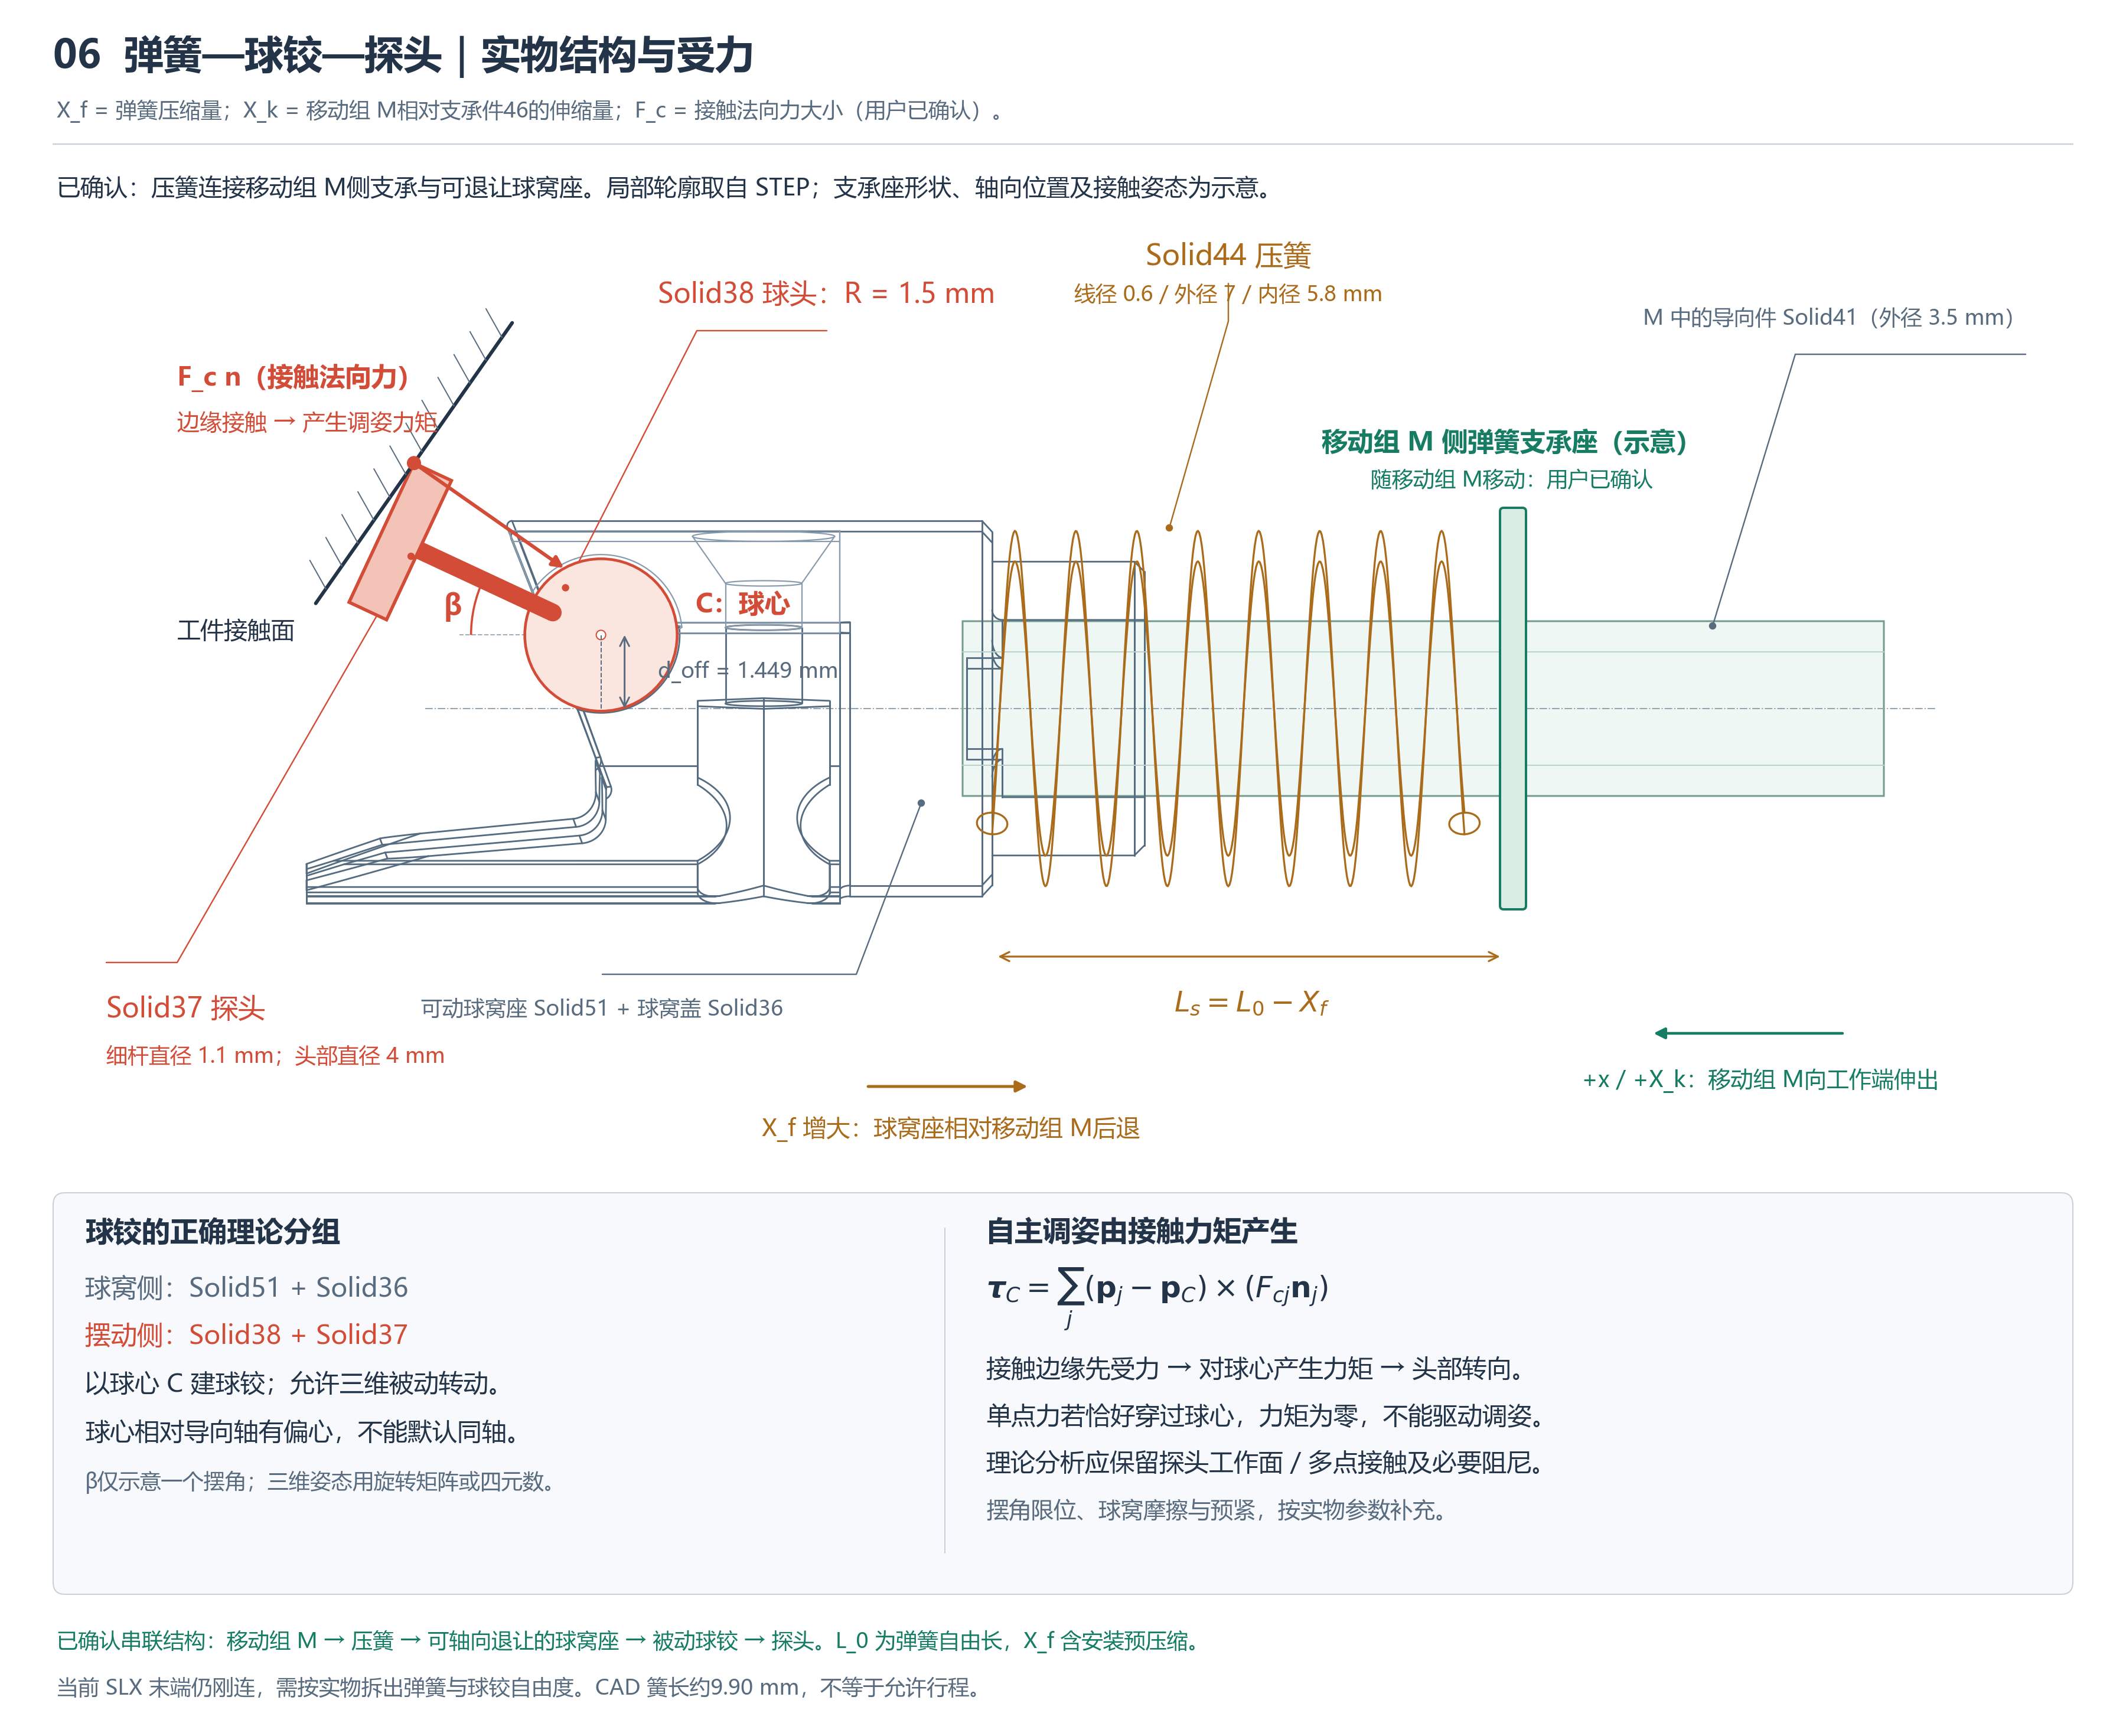 06 弹簧—球铰—探头｜实物结构与受力
X_f = 弹簧压缩量；X_k = 移动组 M相对支承件46的伸缩量；F_c = 接触法向力大小（用户已确认）。
已确认：压簧连接移动组 M侧支承与可退让球窝座。局部轮廓取自 STEP；支承座形状、轴向位置及接触姿态为示意。
Solid44 压簧
线径 0.6 / 外径 7 / 内径 5.8 mm
Solid38 球头：R = 1.5 mm
M 中的导向件 Solid41（外径 3.5 mm）
F_c n（接触法向力）
边缘接触 → 产生调姿力矩
移动组 M 侧弹簧支承座（示意）
随移动组 M移动：用户已确认
β
C：球心
工件接触面
d_off = 1.449 mm
Solid37 探头
细杆直径 1.1 mm；头部直径 4 mm
可动球窝座 Solid51 + 球窝盖 Solid36
L_s = L_0 − X_f
+x / +X_k：移动组 M向工作端伸出
X_f 增大：球窝座相对移动组 M后退
球铰的正确理论分组
球窝侧：Solid51 + Solid36
摆动侧：Solid38 + Solid37
以球心 C 建球铰；允许三维被动转动。
球心相对导向轴有偏心，不能默认同轴。
β仅示意一个摆角；三维姿态用旋转矩阵或四元数。
自主调姿由接触力矩产生
τ_C = ∑_j (p_j − p_C) × (F_cj n_j)
接触边缘先受力 → 对球心产生力矩 → 头部转向。
单点力若恰好穿过球心，力矩为零，不能驱动调姿。
理论分析应保留探头工作面 / 多点接触及必要阻尼。
摆角限位、球窝摩擦与预紧，按实物参数补充。
已确认串联结构：移动组 M → 压簧 → 可轴向退让的球窝座 → 被动球铰 → 探头。L_0 为弹簧自由长，X_f 含安装预压缩。
当前 SLX 末端仍刚连，需按实物拆出弹簧与球铰自由度。CAD 簧长约9.90 mm，不等于允许行程。